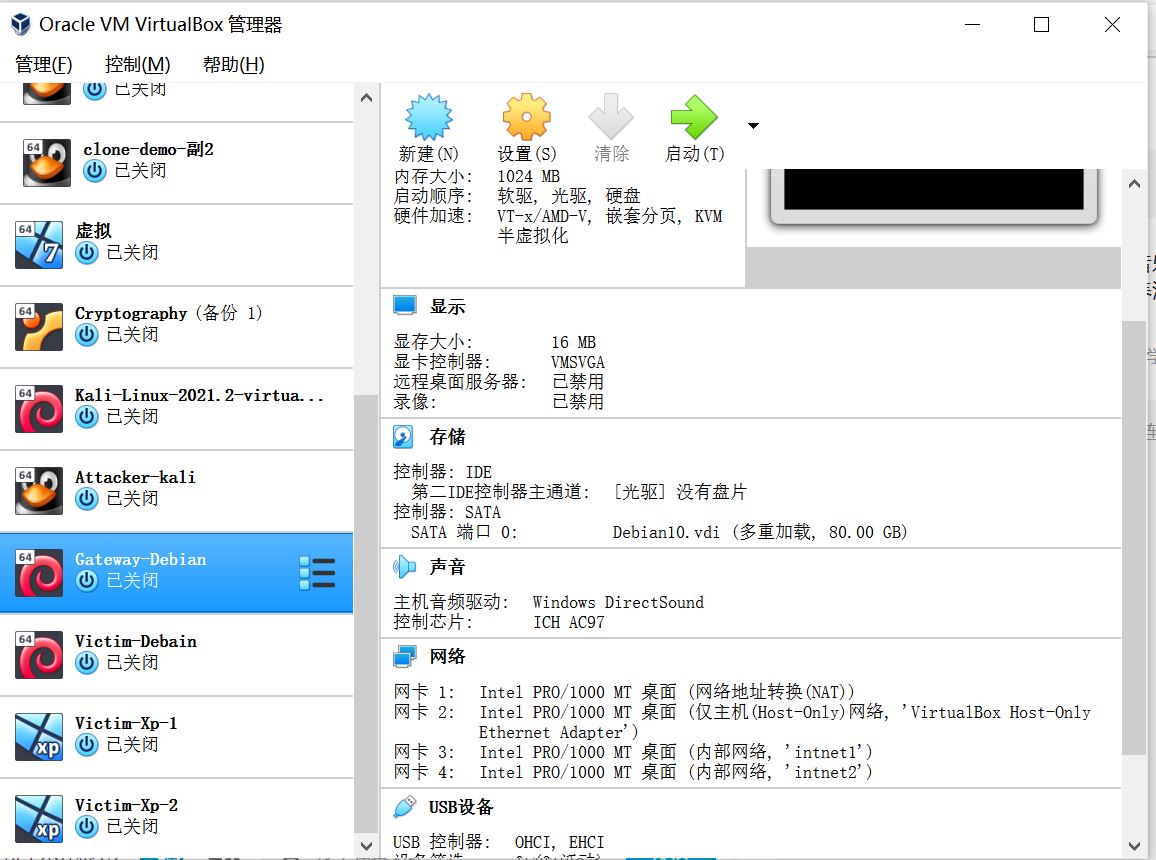 Oracle VM VirtualBox 管理器
管理(F) 控制(M) 帮助(H)
已关闭
64
clone-demo-副2
已关闭
64
虚拟
已关闭
64
Cryptography (备份 1)
已关闭
64
Kali-Linux-2021.2-virtua...
已关闭
64
Attacker-kali
已关闭
64
Gateway-Debian
已关闭
64
Victim-Debain
已关闭
Victim-Xp-1
xp
已关闭
Victim-Xp-2
xp
已关闭
新建(N) 设置(S) 清除 启动(T)
内存大小: 1024 MB
启动顺序: 软驱, 光驱, 硬盘
硬件加速: VT-x/AMD-V, 嵌套分页, KVM
半虚拟化
显示
显存大小: 16 MB
显卡控制器: VMSVGA
远程桌面服务器: 已禁用
录像: 已禁用
存储
控制器: IDE
第二IDE控制器主通道: [光驱] 没有盘片
控制器: SATA
SATA 端口 0: Debian10.vdi (多重加载, 80.00 GB)
声音
主机音频驱动: Windows DirectSound
控制芯片: ICH AC97
网络
网卡 1: Intel PRO/1000 MT 桌面 (网络地址转换(NAT))
网卡 2: Intel PRO/1000 MT 桌面 (仅主机(Host-Only)网络, 'VirtualBox Host-Only
Ethernet Adapter')
网卡 3: Intel PRO/1000 MT 桌面 (内部网络, 'intnet1')
网卡 4: Intel PRO/1000 MT 桌面 (内部网络, 'intnet2')
USB设备
USB 控制器: OHCI, EHCI